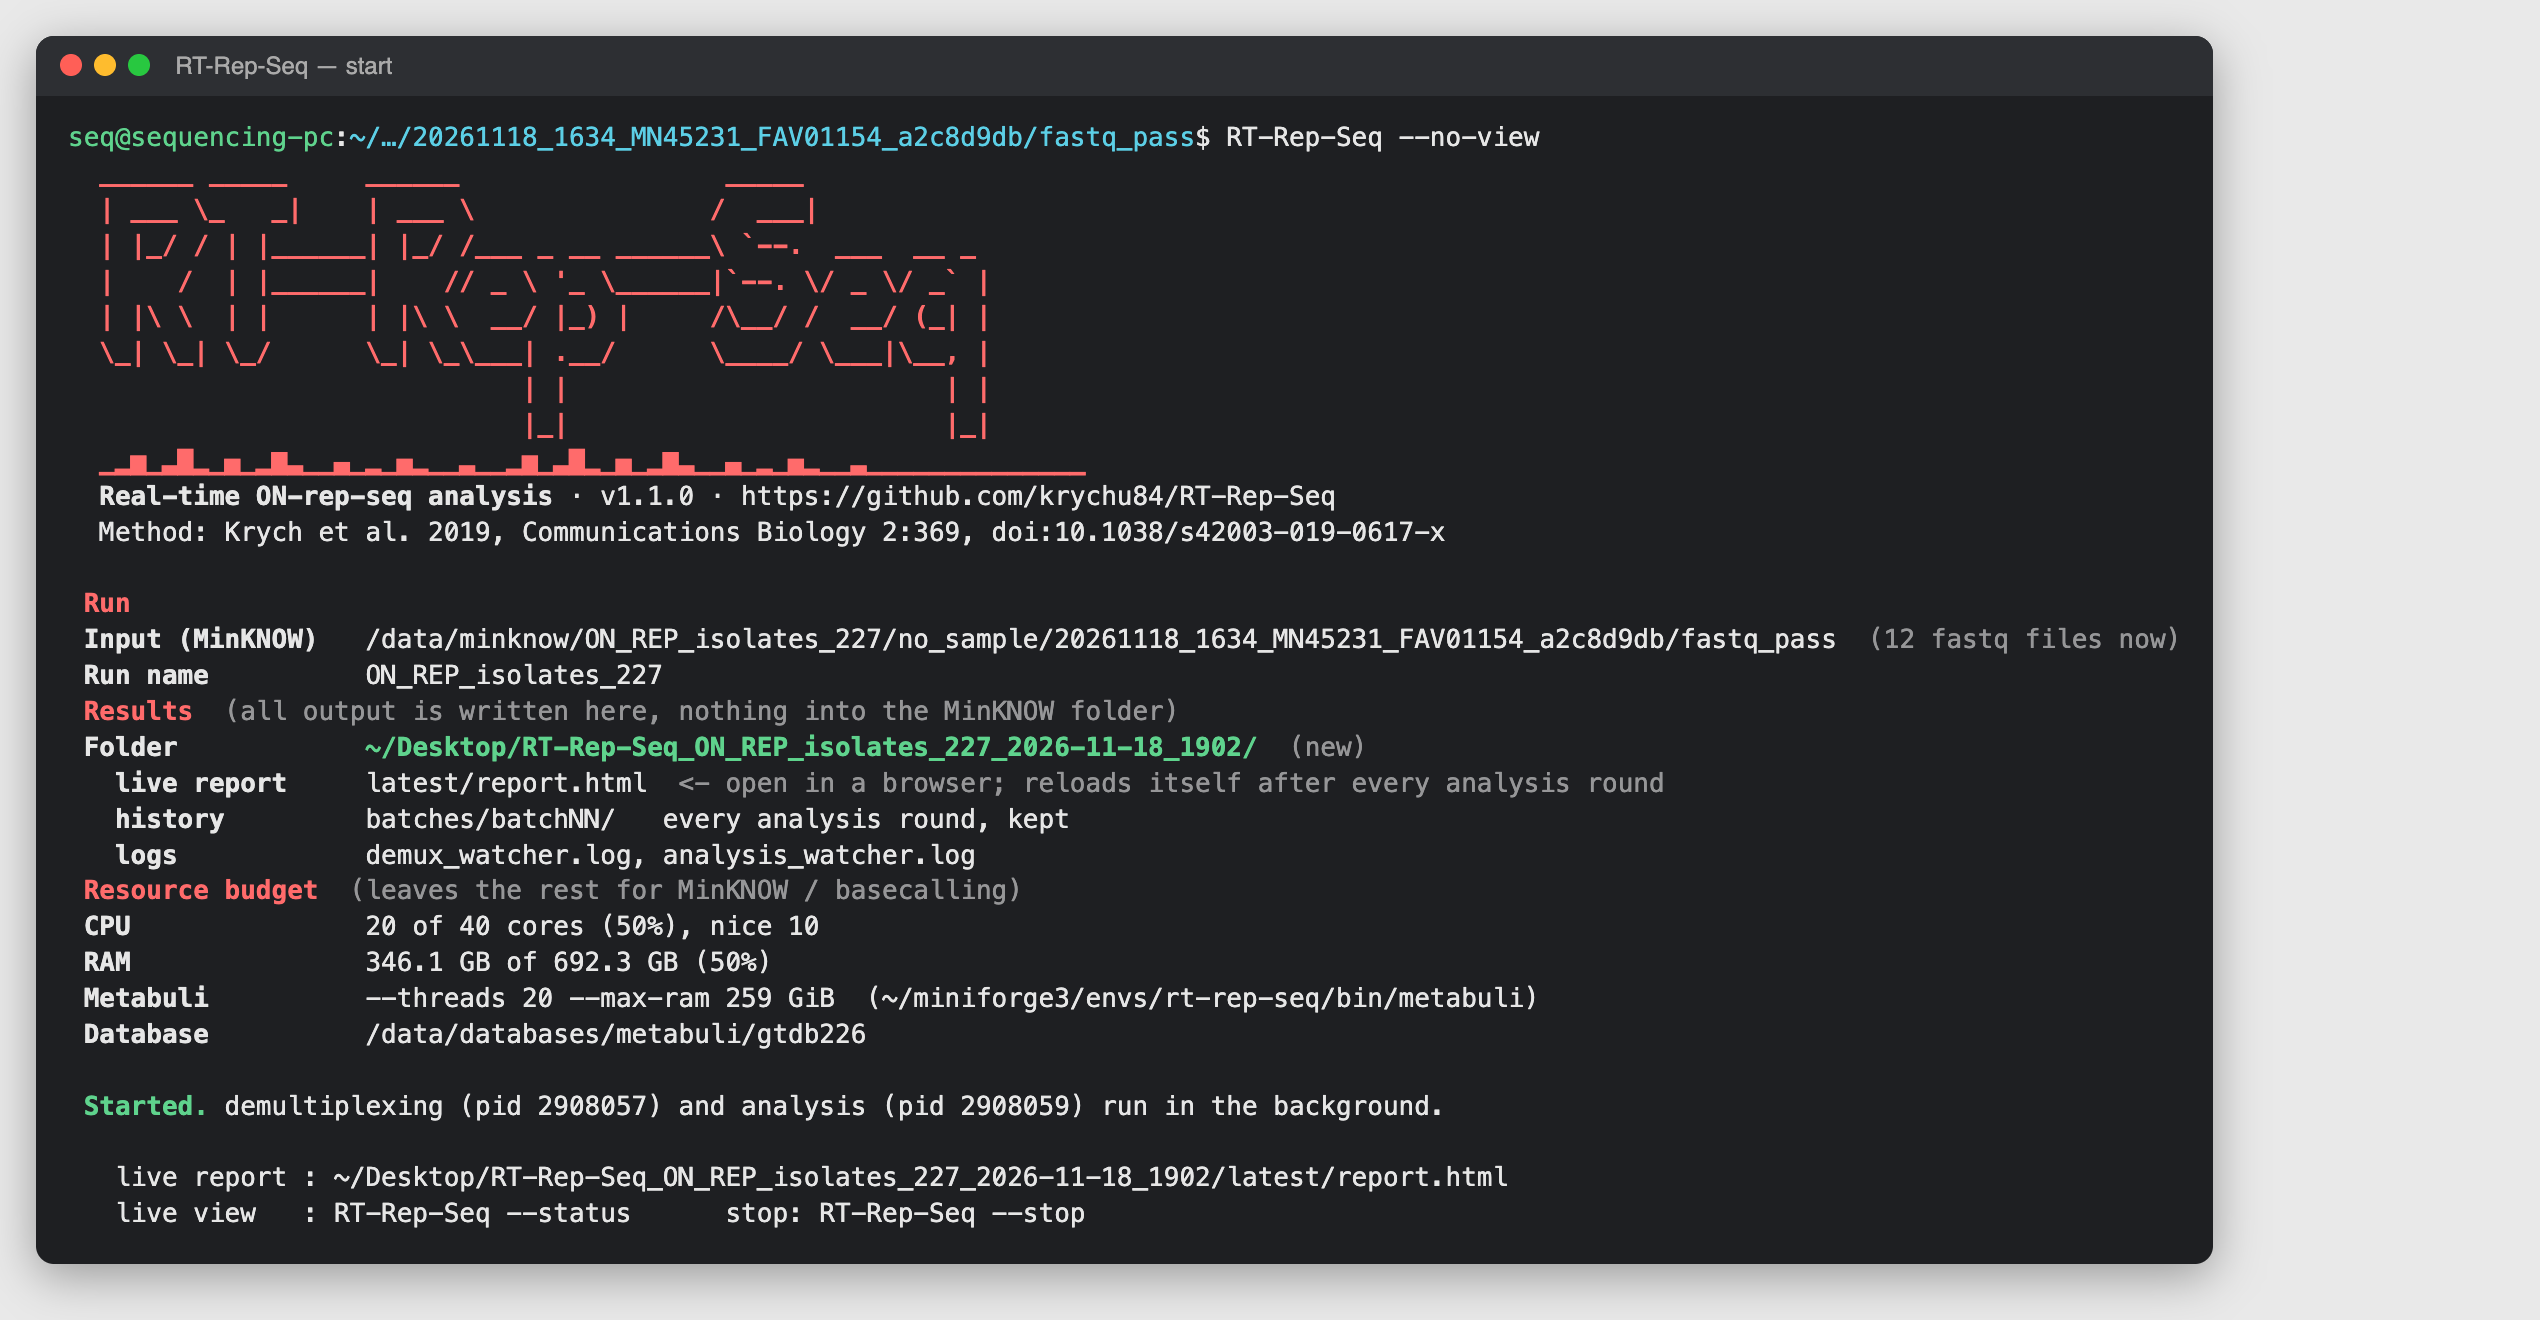 RT-Rep-Seq — start
seq@sequencing-pc:~/…/20261118_1634_MN45231_FAV01154_a2c8d9db/fastq_pass$ RT-Rep-Seq --no-view
RT-Rep-Seq
Real-time ON-rep-seq analysis · v1.1.0 · https://github.com/krychu84/RT-Rep-Seq
Method: Krych et al. 2019, Communications Biology 2:369, doi:10.1038/s42003-019-0617-x
Run
Input (MinKNOW) /data/minknow/ON_REP_isolates_227/no_sample/20261118_1634_MN45231_FAV01154_a2c8d9db/fastq_pass (12 fastq files now)
Run name ON_REP_isolates_227
Results (all output is written here, nothing into the MinKNOW folder)
Folder ~/Desktop/RT-Rep-Seq_ON_REP_isolates_227_2026-11-18_1902/ (new)
live report latest/report.html <- open in a browser; reloads itself after every analysis round
history batches/batchNN/ every analysis round, kept
logs demux_watcher.log, analysis_watcher.log
Resource budget (leaves the rest for MinKNOW / basecalling)
CPU 20 of 40 cores (50%), nice 10
RAM 346.1 GB of 692.3 GB (50%)
Metabuli --threads 20 --max-ram 259 GiB (~/miniforge3/envs/rt-rep-seq/bin/metabuli)
Database /data/databases/metabuli/gtdb226
Started. demultiplexing (pid 2908057) and analysis (pid 2908059) run in the background.
live report : ~/Desktop/RT-Rep-Seq_ON_REP_isolates_227_2026-11-18_1902/latest/report.html
live view : RT-Rep-Seq --status stop: RT-Rep-Seq --stop